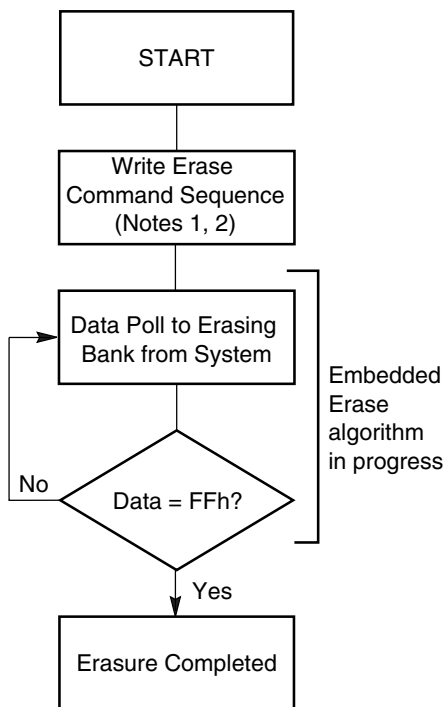 START
Write Erase
Command Sequence
(Notes 1, 2)
Data Poll to Erasing
Bank from System
Embedded
Erase
algorithm
in progress
No
Data = FFh?
Yes
Erasure Completed